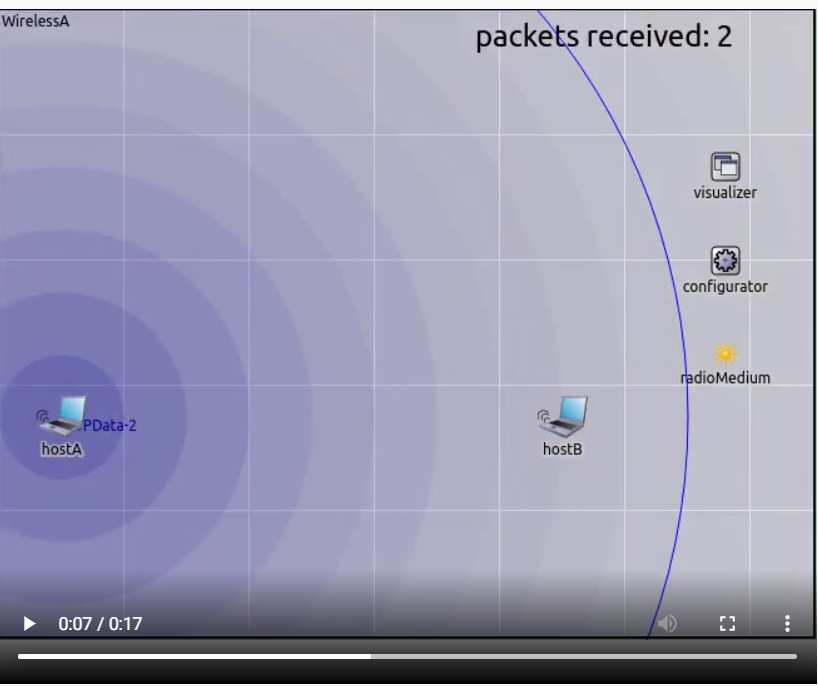 WirelessA
packets received: 2
visualizer
configurator
radioMedium
PData-2
hostA
hostB
0:07 / 0:17